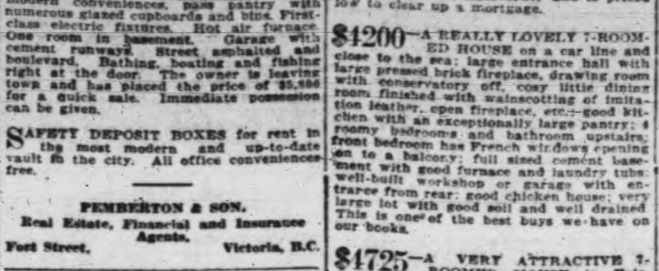 modern conveniences, pass pantry with
numerous glazed cupboards and bins. First-
class electric fixtures. Hot air furnace.
One room in basement. Garage with
cement runways. Street asphalted and
boulevard. Bathing, boating and fishing
right at the door. The owner is leaving
town and has placed the price of
for a quick sale. Immediate possession
can be given.
SAFETY DEPOSIT BOXES for rent in
the most modern and up-to-date
vault in the city. All office conveniences
free.
PEMBERTON & SON.
Real Estate, Financial and Insurance
Agents,
Fort Street, Victoria, B.C.
low to clear up a mortgage.
$4200—A REALLY LOVELY 7-ROOM-
ED HOUSE on a car line and
close to the sea; large entrance hall with
large pressed brick fireplace, drawing room
with conservatory off, cosy little dining
room finished with wainscotting of imita-
tion leather, open fireplace, etc.; good kit-
chen with an exceptionally large pantry; 4
roomy bedrooms and bathroom upstairs;
front bedroom has French windows opening
on to a balcony; full sized cement base-
ment with good furnace and laundry tubs;
well-built workshop or garage with en-
trance from rear; good chicken house; very
large lot with good soil and well drained.
This is one of the best buys we have on
our books.
$4725—A VERY ATTRACTIVE 7-